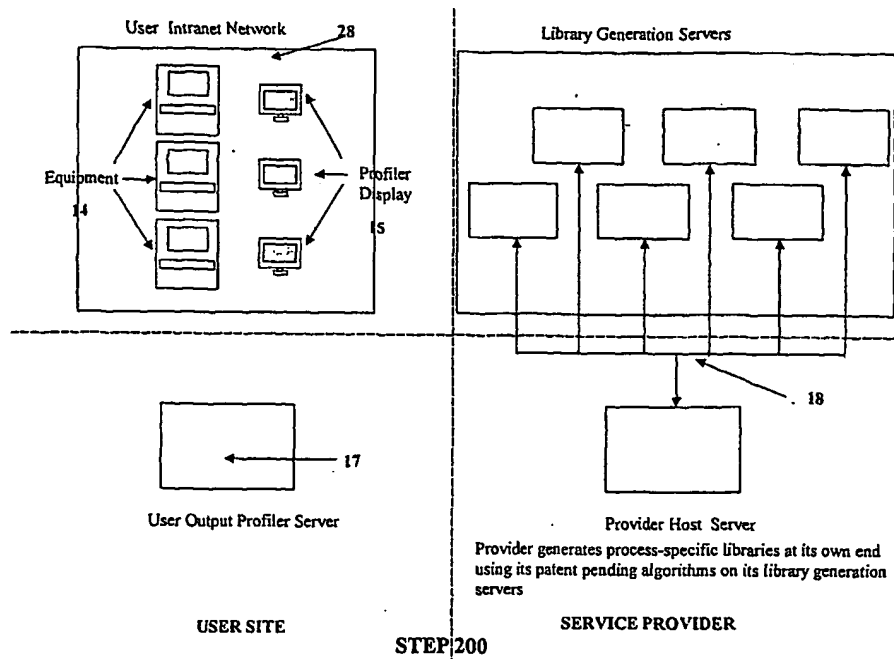 User Intranet Network
28
Library Generation Servers
Equipment
14
Profiler
Display
15
18
17
User Output Profiler Server
Provider Host Server
Provider generates process-specific libraries at its own end
using its patent pending algorithms on its library generation
servers
USER SITE
SERVICE PROVIDER
STEP 200